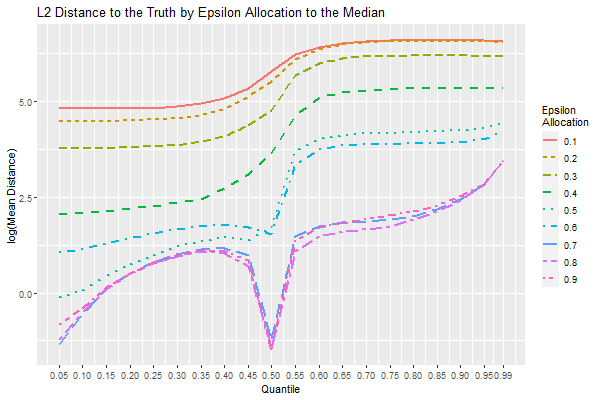 L2 Distance to the Truth by Epsilon Allocation to the Median
log(Mean Distance)
5.0
2.5
0.0
0.05 0.10 0.15 0.20 0.25 0.30 0.35 0.40 0.45 0.50 0.55 0.60 0.65 0.70 0.75 0.80 0.85 0.90 0.95 0.99
Quantile
Epsilon
Allocation
0.1
0.2
0.3
0.4
0.5
0.6
0.7
0.8
0.9